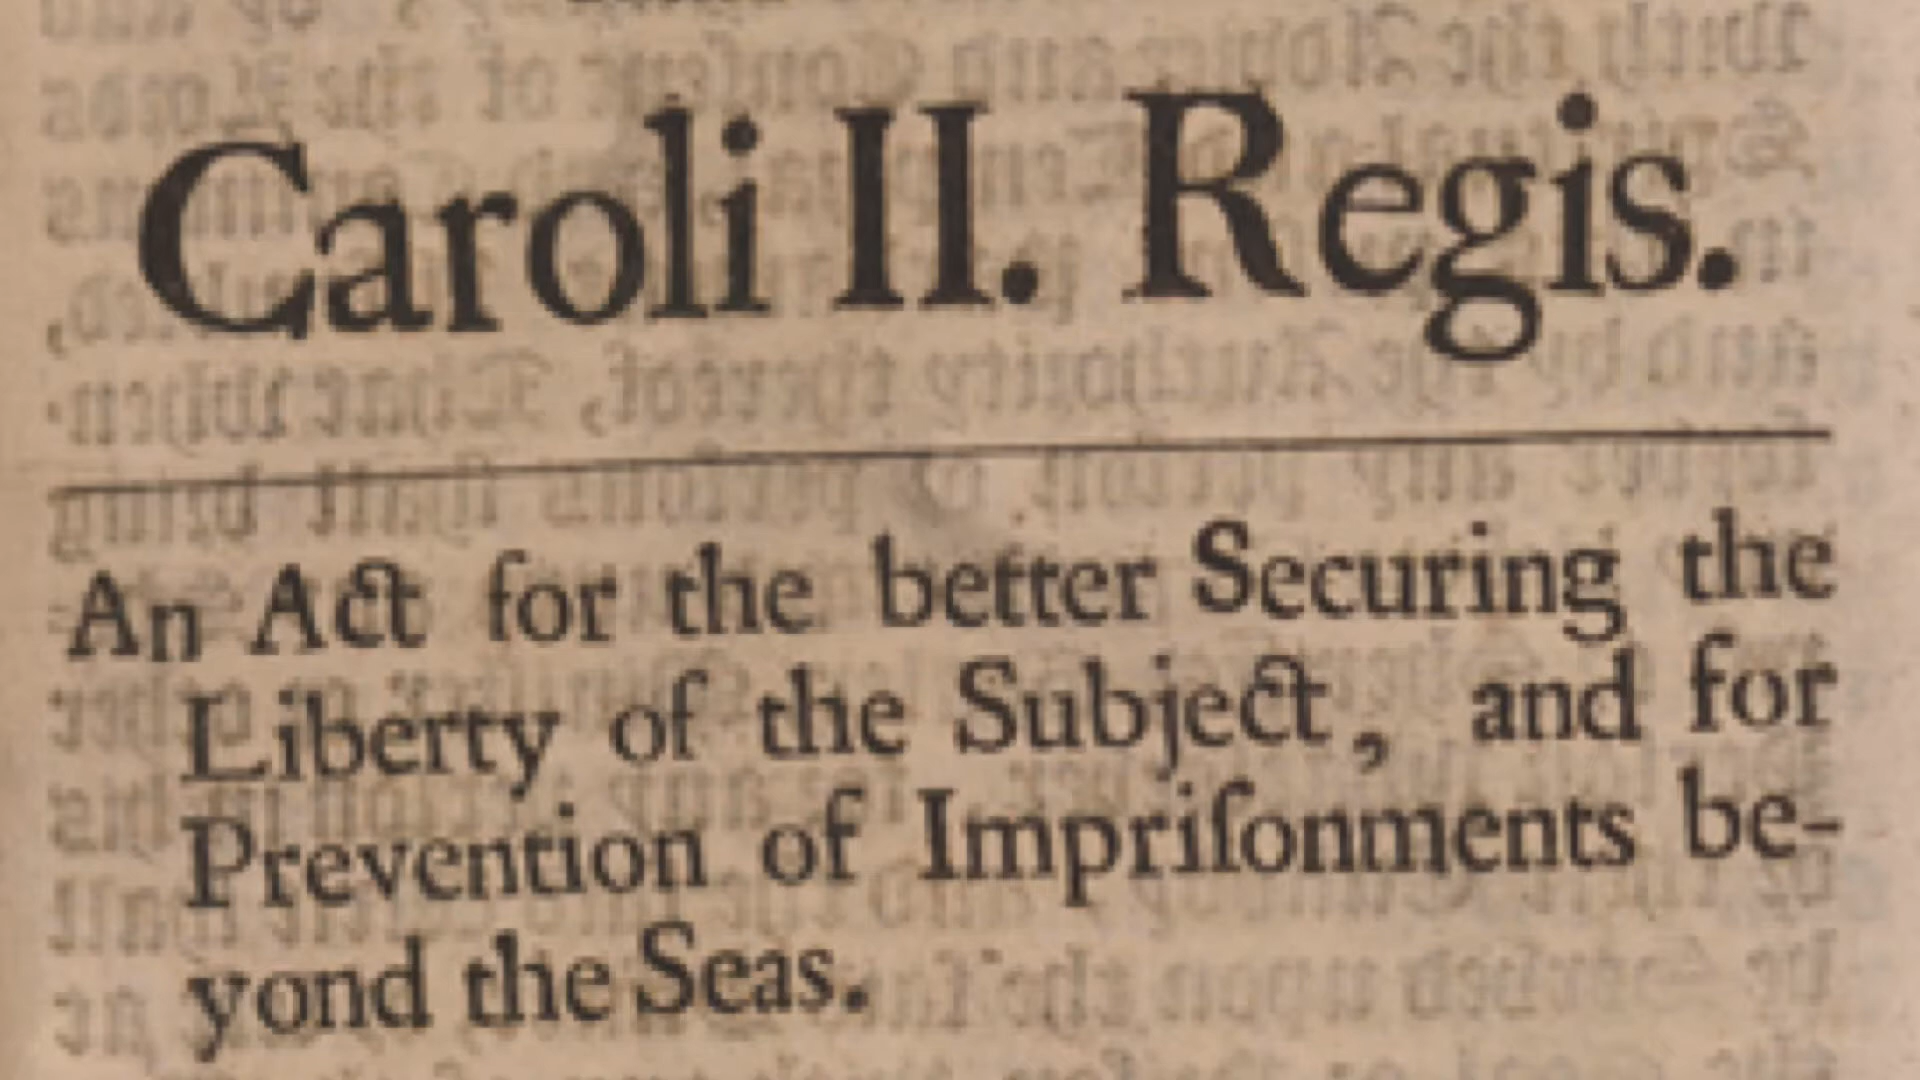 Caroli II. Regis.
An Act for the better Securing the
Liberty of the Subject, and for
Prevention of Impriſonments be-
yond the Seas.